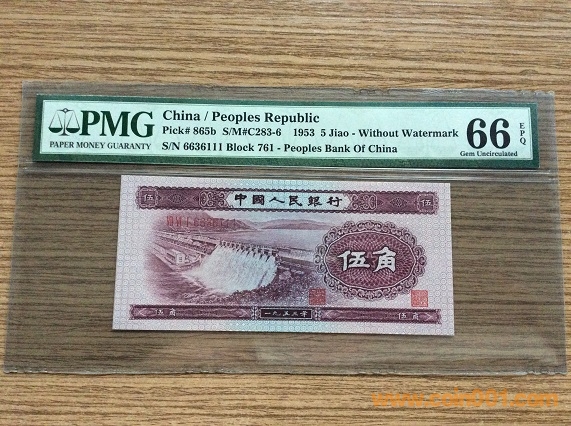 PMG
PAPER MONEY GUARANTY
China / Peoples Republic
Pick# 865b S/M#C283-6 1953 5 Jiao - Without Watermark
S/N 6636111 Block 761 - Peoples Bank Of China
66
EPQ
Gem Uncirculated
伍 中國人民銀行 伍
伍角
伍角 一九五三年 伍角